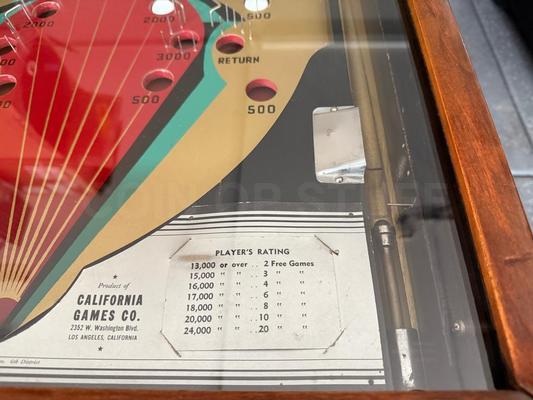 2000
2000
500
3000
RETURN
500
500
PLAYER'S RATING
13,000 or over .. 2 Free Games
15,000 " " .. 3 " "
16,000 " " .. 4 " "
17,000 " " .. 6 " "
18,000 " " .. 8 " "
20,000 " " .. 10 " "
24,000 " " .. 20 " "
Product of
CALIFORNIA
GAMES CO.
2352 W. Washington Blvd.
LOS ANGELES, CALIFORNIA
6th District